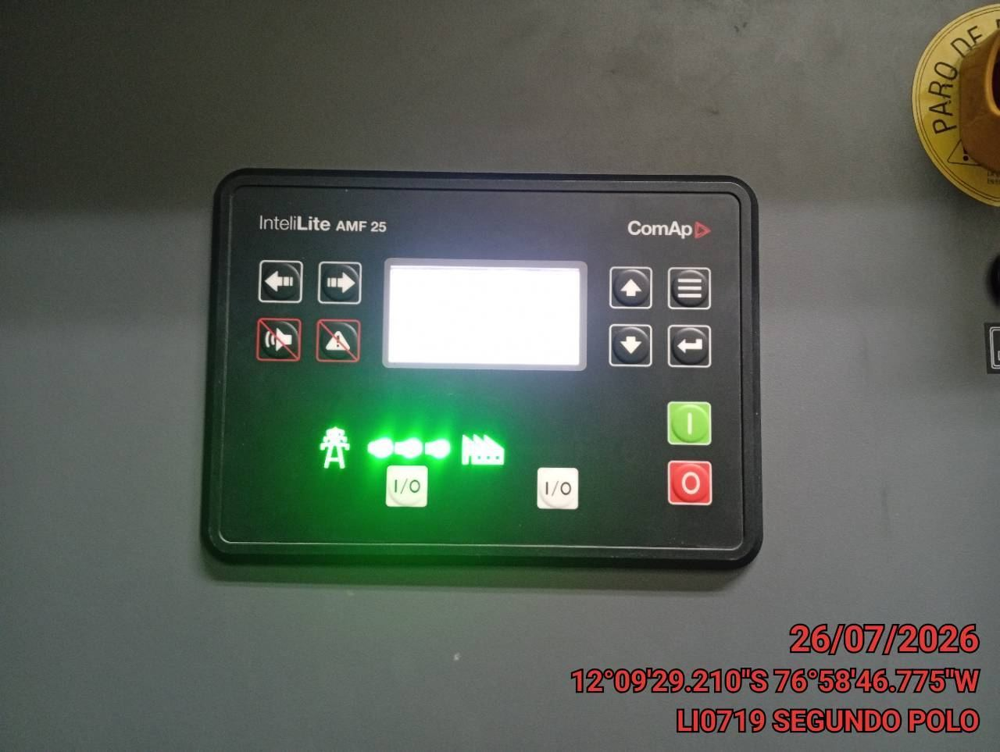 PARO DE
InteliLite AMF 25
ComAp
I/O
I/O
I
O
26/07/2026
12°09'29.210"S 76°58'46.775"W
LI0719 SEGUNDO POLO